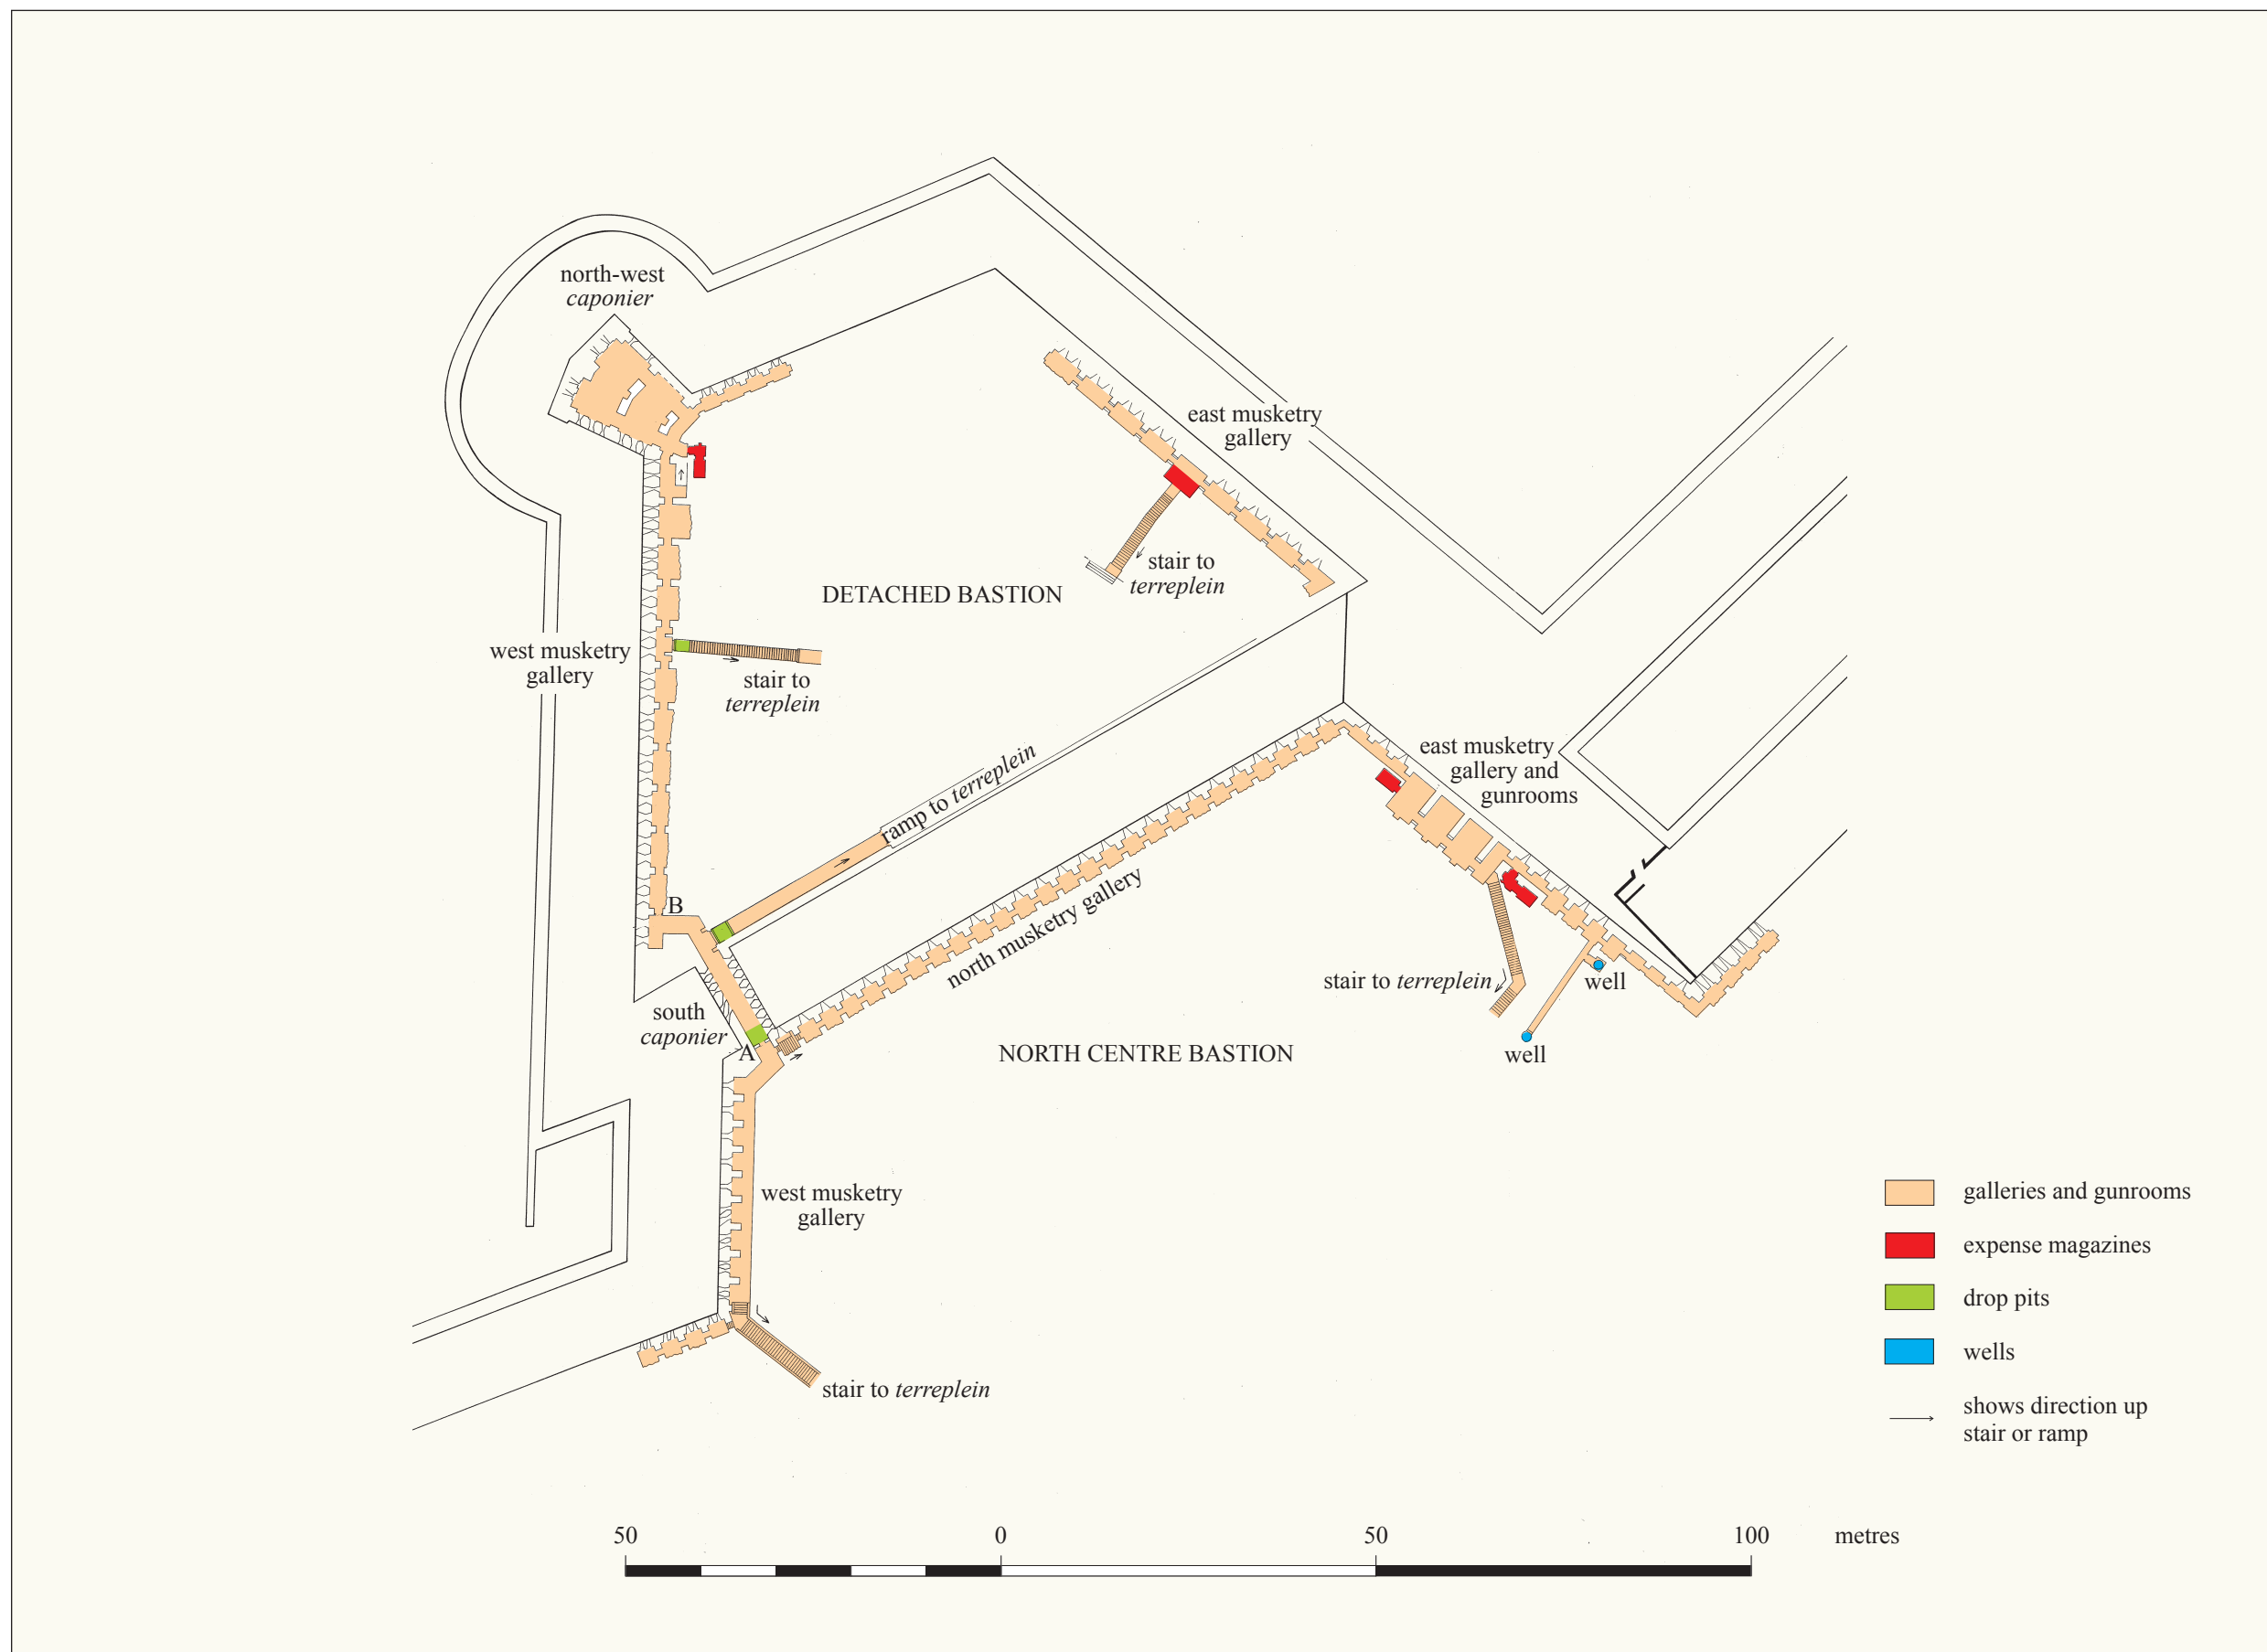 north-west
caponier
east musketry
gallery
stair to
terreplein
DETACHED BASTION
west musketry
gallery
stair to
terreplein
ramp to terreplein
east musketry
gallery and
gunrooms
B
north musketry gallery
stair to terreplein
well
south
caponier
A
NORTH CENTRE BASTION
well
west musketry
gallery
stair to terreplein
galleries and gunrooms
expense magazines
drop pits
wells
shows direction up
stair or ramp
50 0 50 100 metres